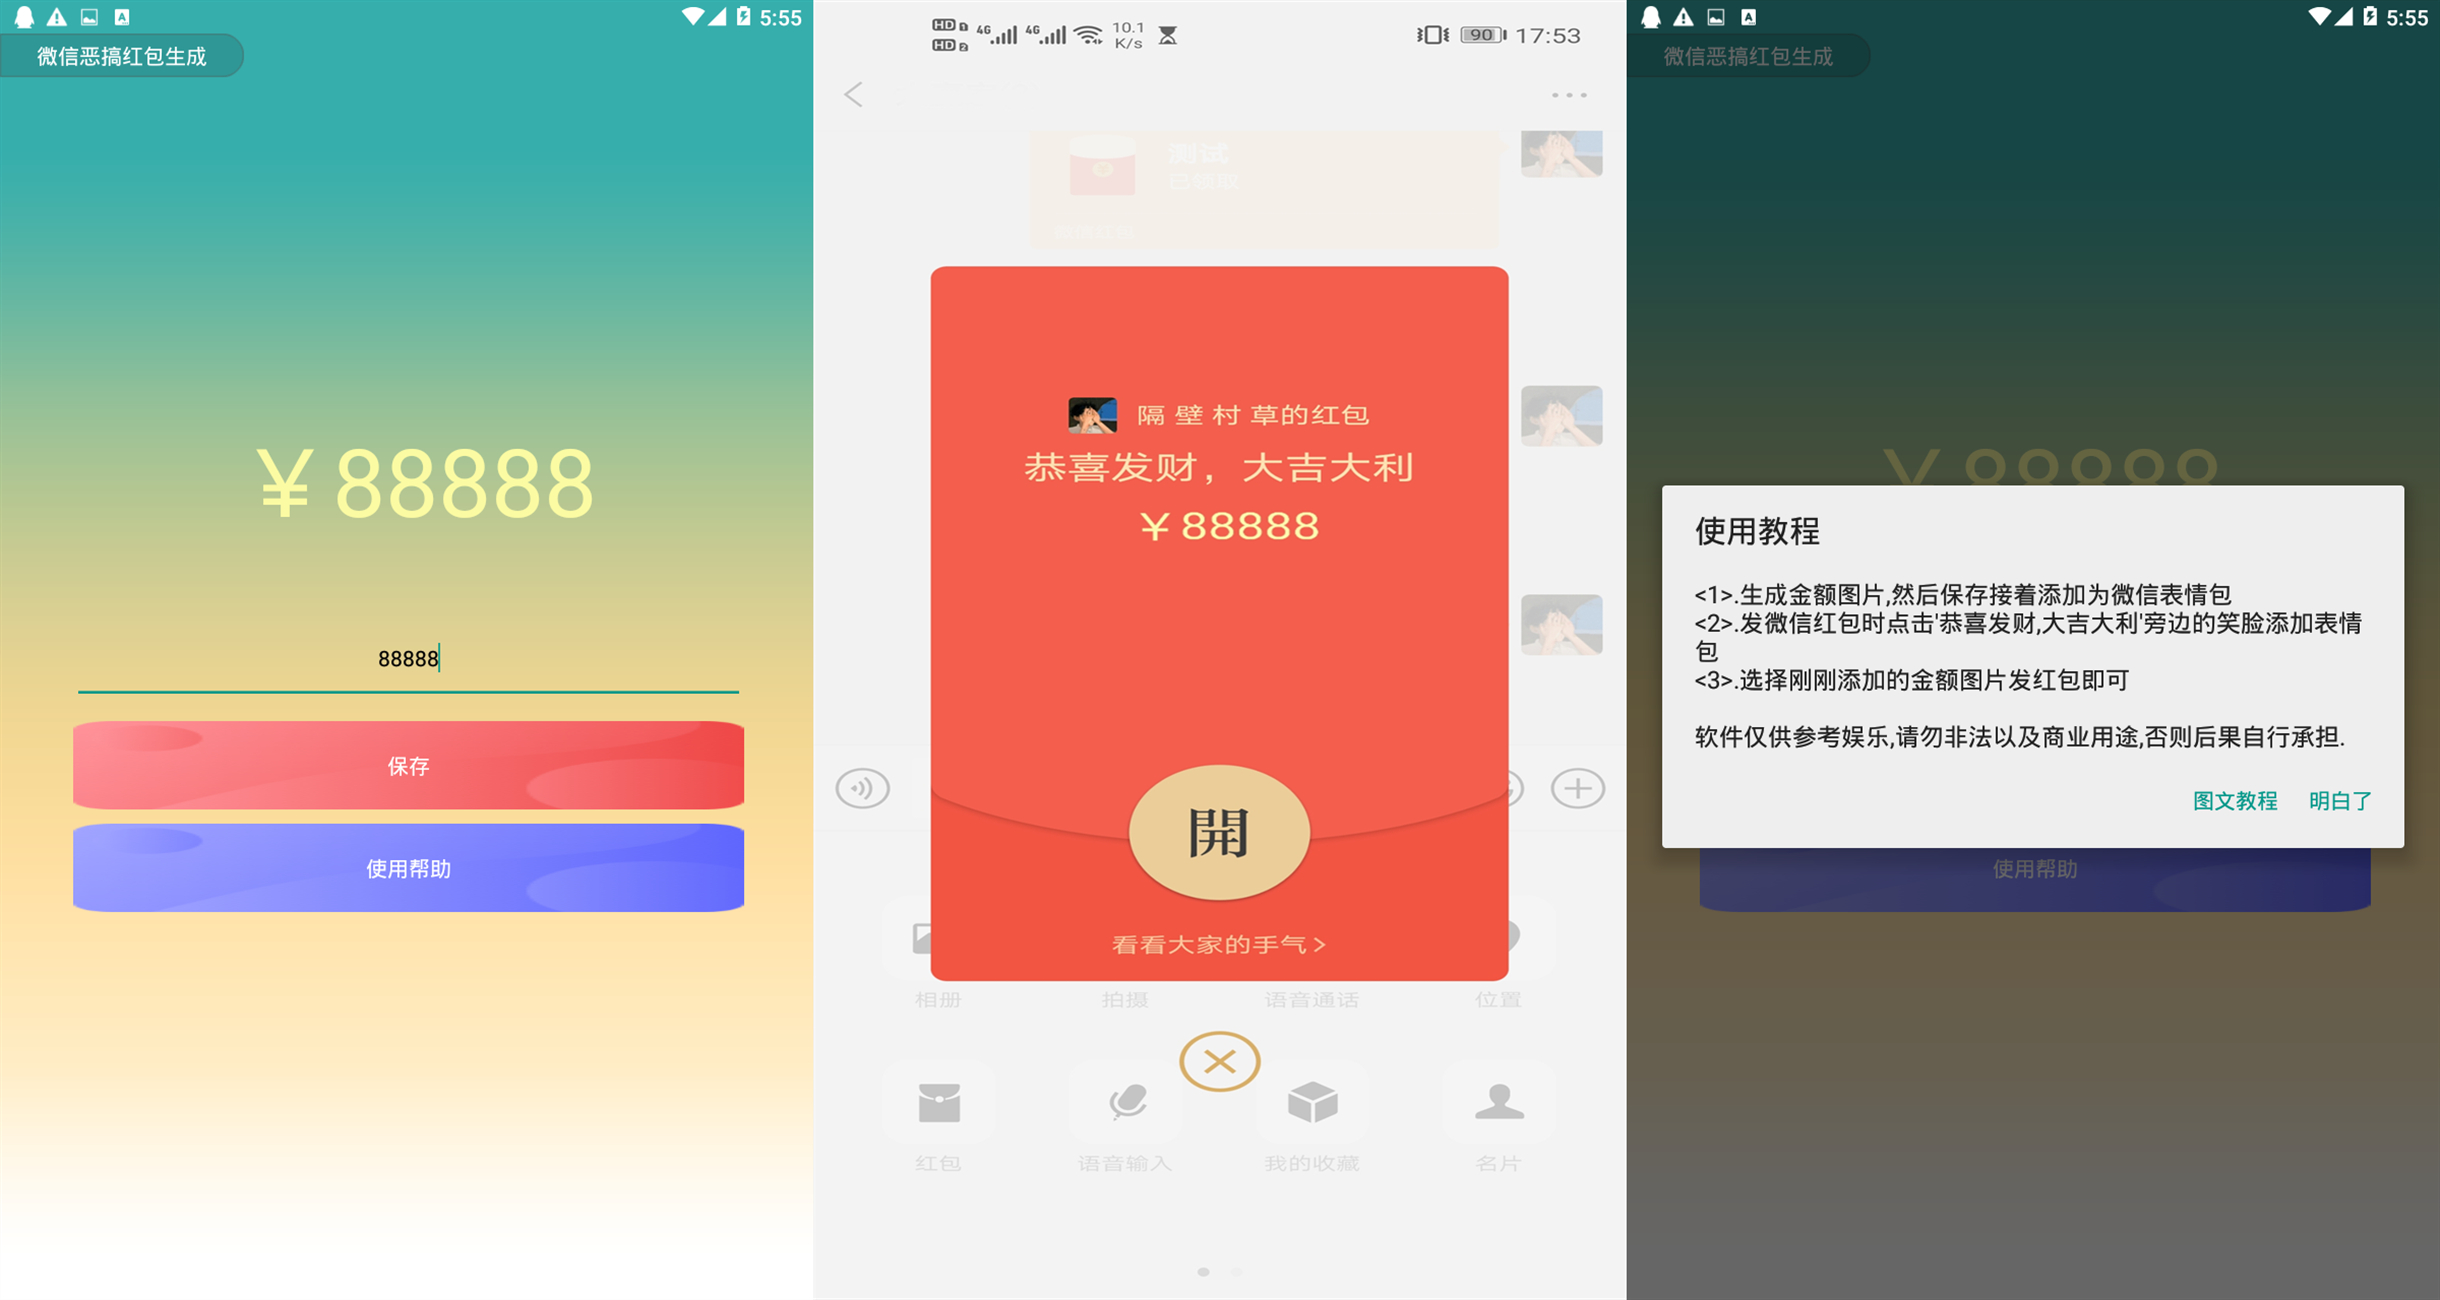 5:55
微信恶搞红包生成
￥88888
88888
保存
使用帮助
HD 1 4G 4G 10.1 K/s
HD 2
90 17:53
测试
已领取
微信红包
隔 壁 村 草的红包
恭喜发财，大吉大利
￥88888
開
看看大家的手气>
相册 拍摄 语音通话 位置
红包 语音输入 我的收藏 名片
5:55
微信恶搞红包生成
￥88888
使用教程
<1>.生成金额图片,然后保存接着添加为微信表情包
<2>.发微信红包时点击'恭喜发财,大吉大利'旁边的笑脸添加表情
包
<3>.选择刚刚添加的金额图片发红包即可
软件仅供参考娱乐,请勿非法以及商业用途,否则后果自行承担.
图文教程 明白了
使用帮助